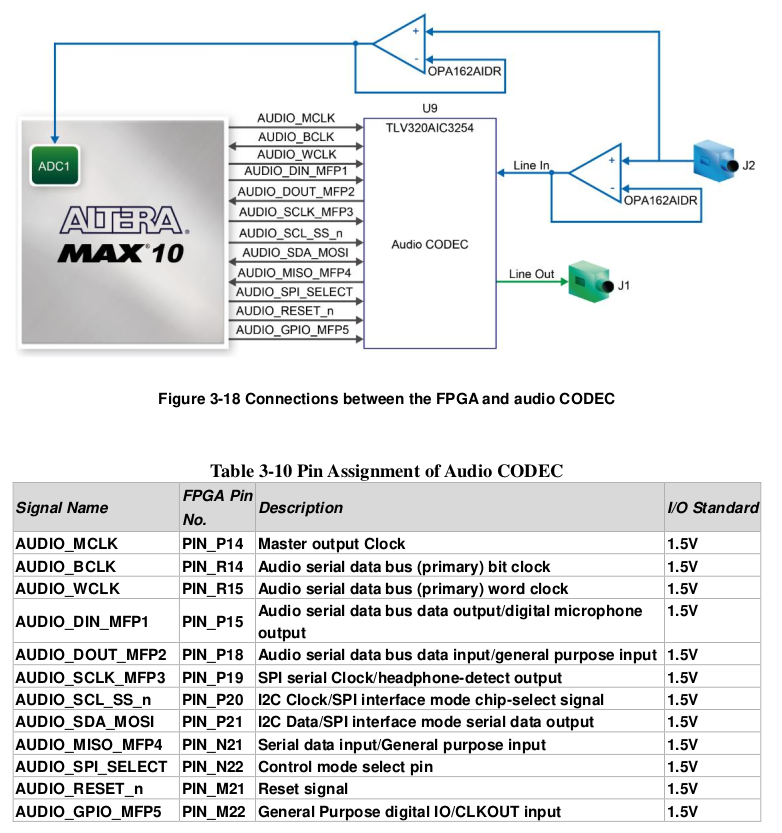 +
-
OPA162AIDR
U9
TLV320AIC3254
AUDIO_MCLK
AUDIO_BCLK
AUDIO_WCLK
AUDIO_DIN_MFP1
AUDIO_DOUT_MFP2
AUDIO_SCLK_MFP3
AUDIO_SCL_SS_n
AUDIO_SDA_MOSI
AUDIO_MISO_MFP4
AUDIO_SPI_SELECT
AUDIO_RESET_n
AUDIO_GPIO_MFP5
ADC1
ALTERA.
MAX® 10
Audio CODEC
Line In
+
-
OPA162AIDR
J2
Line Out
J1
Figure 3-18 Connections between the FPGA and audio CODEC
Table 3-10 Pin Assignment of Audio CODEC
Signal Name FPGA Pin No. Description I/O Standard
AUDIO_MCLK PIN_P14 Master output Clock 1.5V
AUDIO_BCLK PIN_R14 Audio serial data bus (primary) bit clock 1.5V
AUDIO_WCLK PIN_R15 Audio serial data bus (primary) word clock 1.5V
AUDIO_DIN_MFP1 PIN_P15 Audio serial data bus data output/digital microphone output 1.5V
AUDIO_DOUT_MFP2 PIN_P18 Audio serial data bus data input/general purpose input 1.5V
AUDIO_SCLK_MFP3 PIN_P19 SPI serial Clock/headphone-detect output 1.5V
AUDIO_SCL_SS_n PIN_P20 I2C Clock/SPI interface mode chip-select signal 1.5V
AUDIO_SDA_MOSI PIN_P21 I2C Data/SPI interface mode serial data output 1.5V
AUDIO_MISO_MFP4 PIN_N21 Serial data input/General purpose input 1.5V
AUDIO_SPI_SELECT PIN_N22 Control mode select pin 1.5V
AUDIO_RESET_n PIN_M21 Reset signal 1.5V
AUDIO_GPIO_MFP5 PIN_M22 General Purpose digital IO/CLKOUT input 1.5V